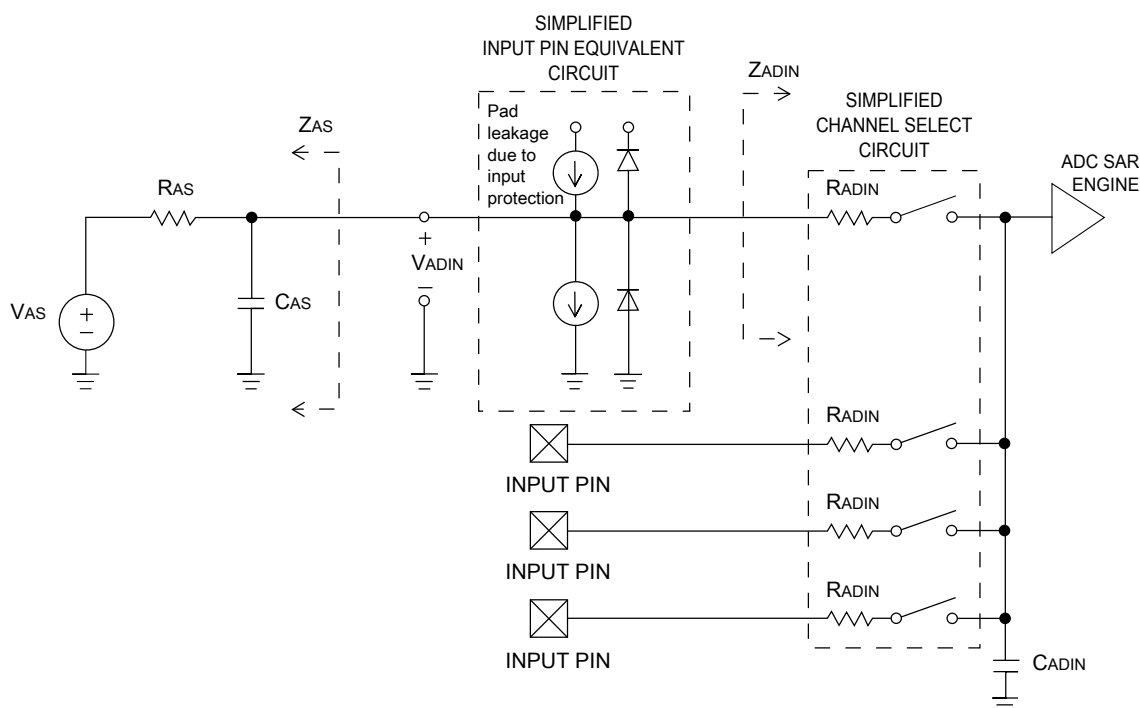 SIMPLIFIED
INPUT PIN EQUIVALENT
CIRCUIT
ZADIN
SIMPLIFIED
CHANNEL SELECT
CIRCUIT
ADC SAR
ENGINE
Pad
leakage
due to
input
protection
ZAS
RAS
RADIN
+
VADIN
–
VAS
+
–
CAS
RADIN
INPUT PIN
RADIN
INPUT PIN
RADIN
INPUT PIN
CADIN